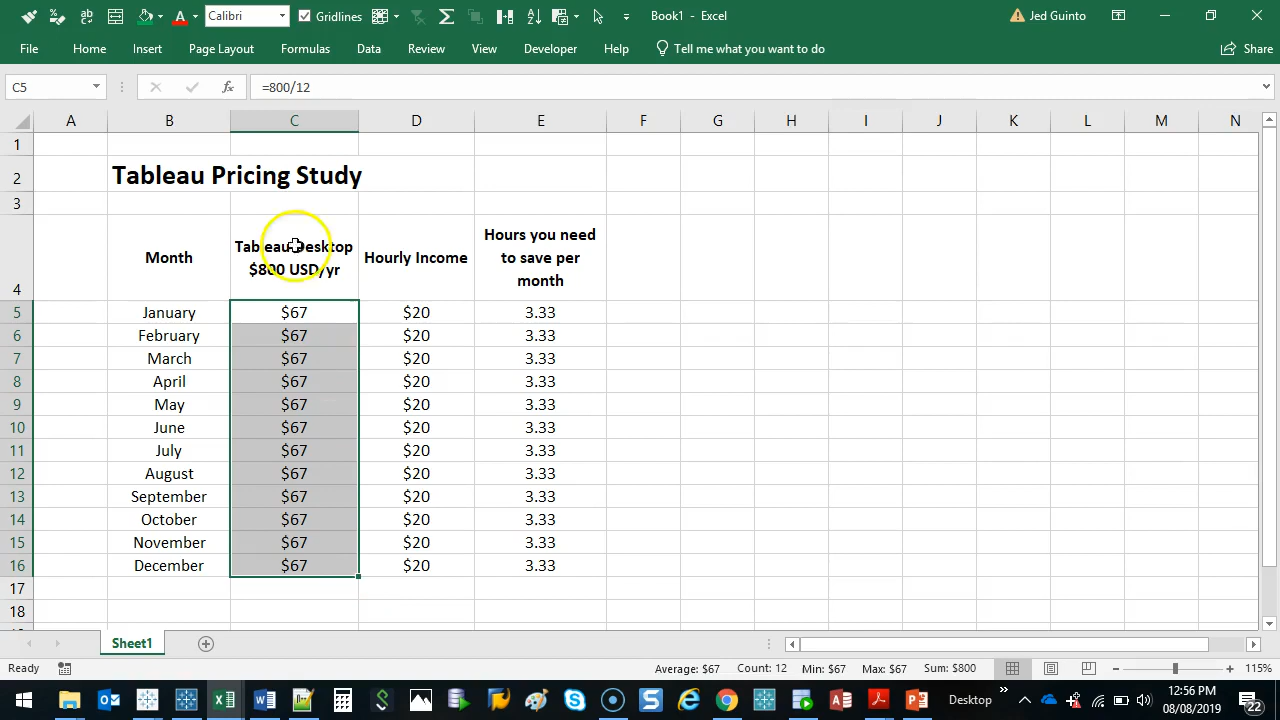 Calibri Gridlines Book1 - Excel Jed Guinto
File Home Insert Page Layout Formulas Data Review View Developer Help Tell me what you want to do Share
C5 fx =800/12
A B C D E F G H I J K L M N
1
2 Tableau Pricing Study
3
4 Month Tableau Desktop $800 USD/yr Hourly Income Hours you need to save per month
5 January $67 $20 3.33
6 February $67 $20 3.33
7 March $67 $20 3.33
8 April $67 $20 3.33
9 May $67 $20 3.33
10 June $67 $20 3.33
11 July $67 $20 3.33
12 August $67 $20 3.33
13 September $67 $20 3.33
14 October $67 $20 3.33
15 November $67 $20 3.33
16 December $67 $20 3.33
17
18
Sheet1
Ready Average: $67 Count: 12 Min: $67 Max: $67 Sum: $800 115%
Desktop 12:56 PM
08/08/2019 22